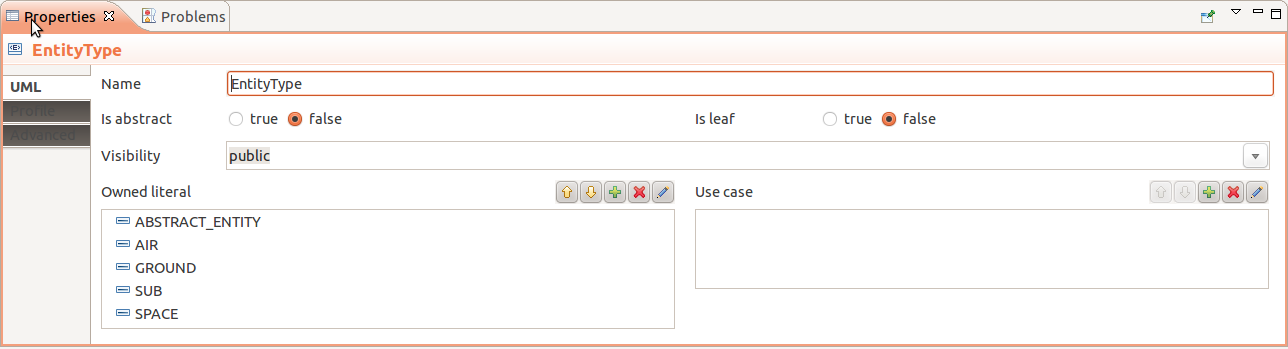 Properties Problems
EntityType
UML
Profile
Advanced
Name EntityType
Is abstract true false Is leaf true false
Visibility public
Owned literal Use case
ABSTRACT_ENTITY
AIR
GROUND
SUB
SPACE